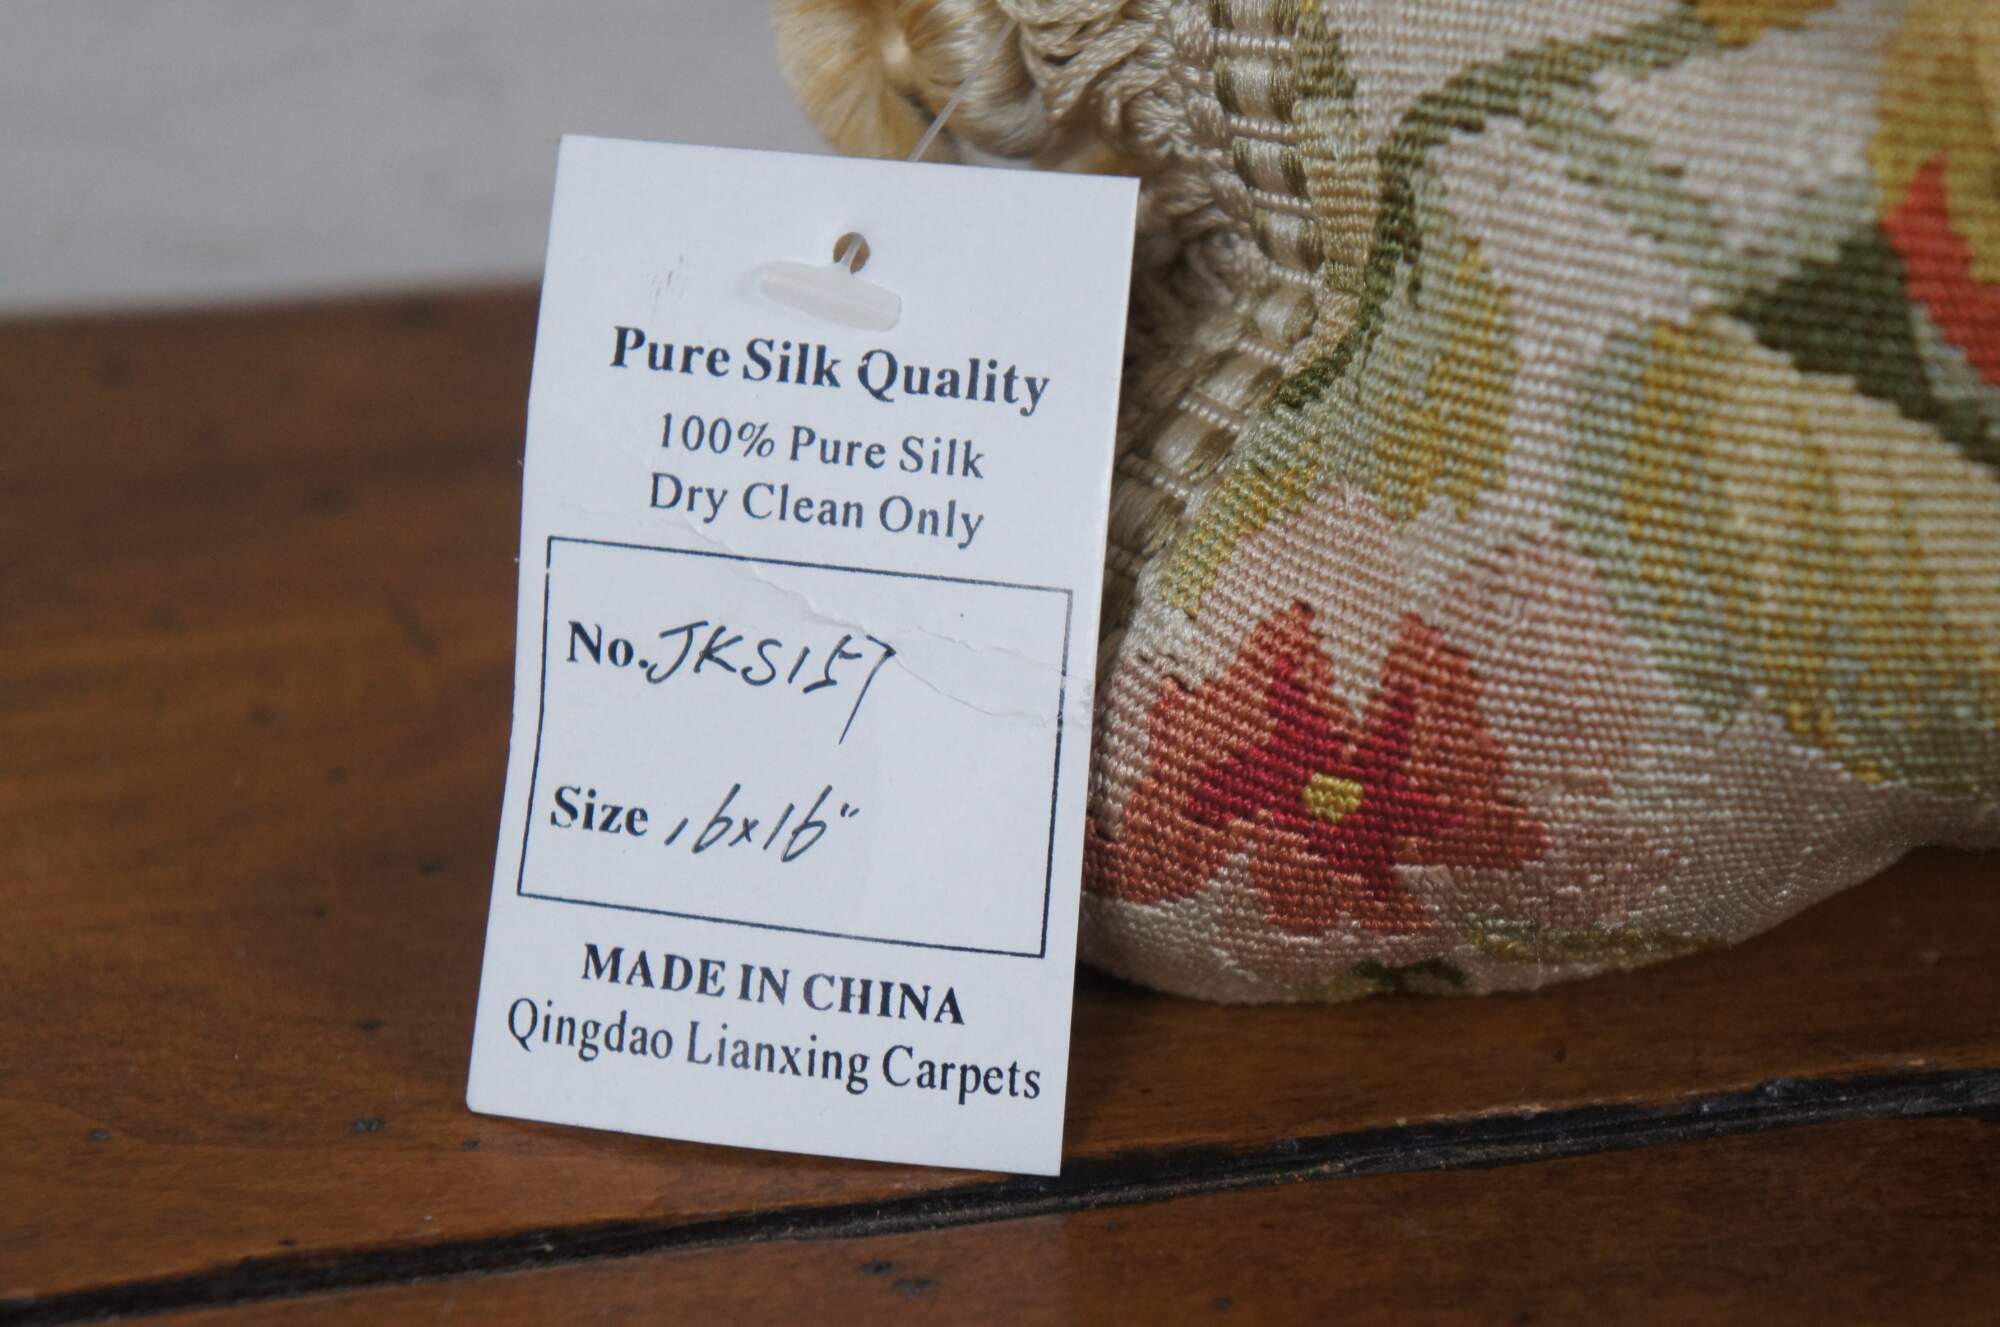 Pure Silk Quality
100% Pure Silk
Dry Clean Only
No. JKS157
Size 16x16"
MADE IN CHINA
Qingdao Lianxing Carpets